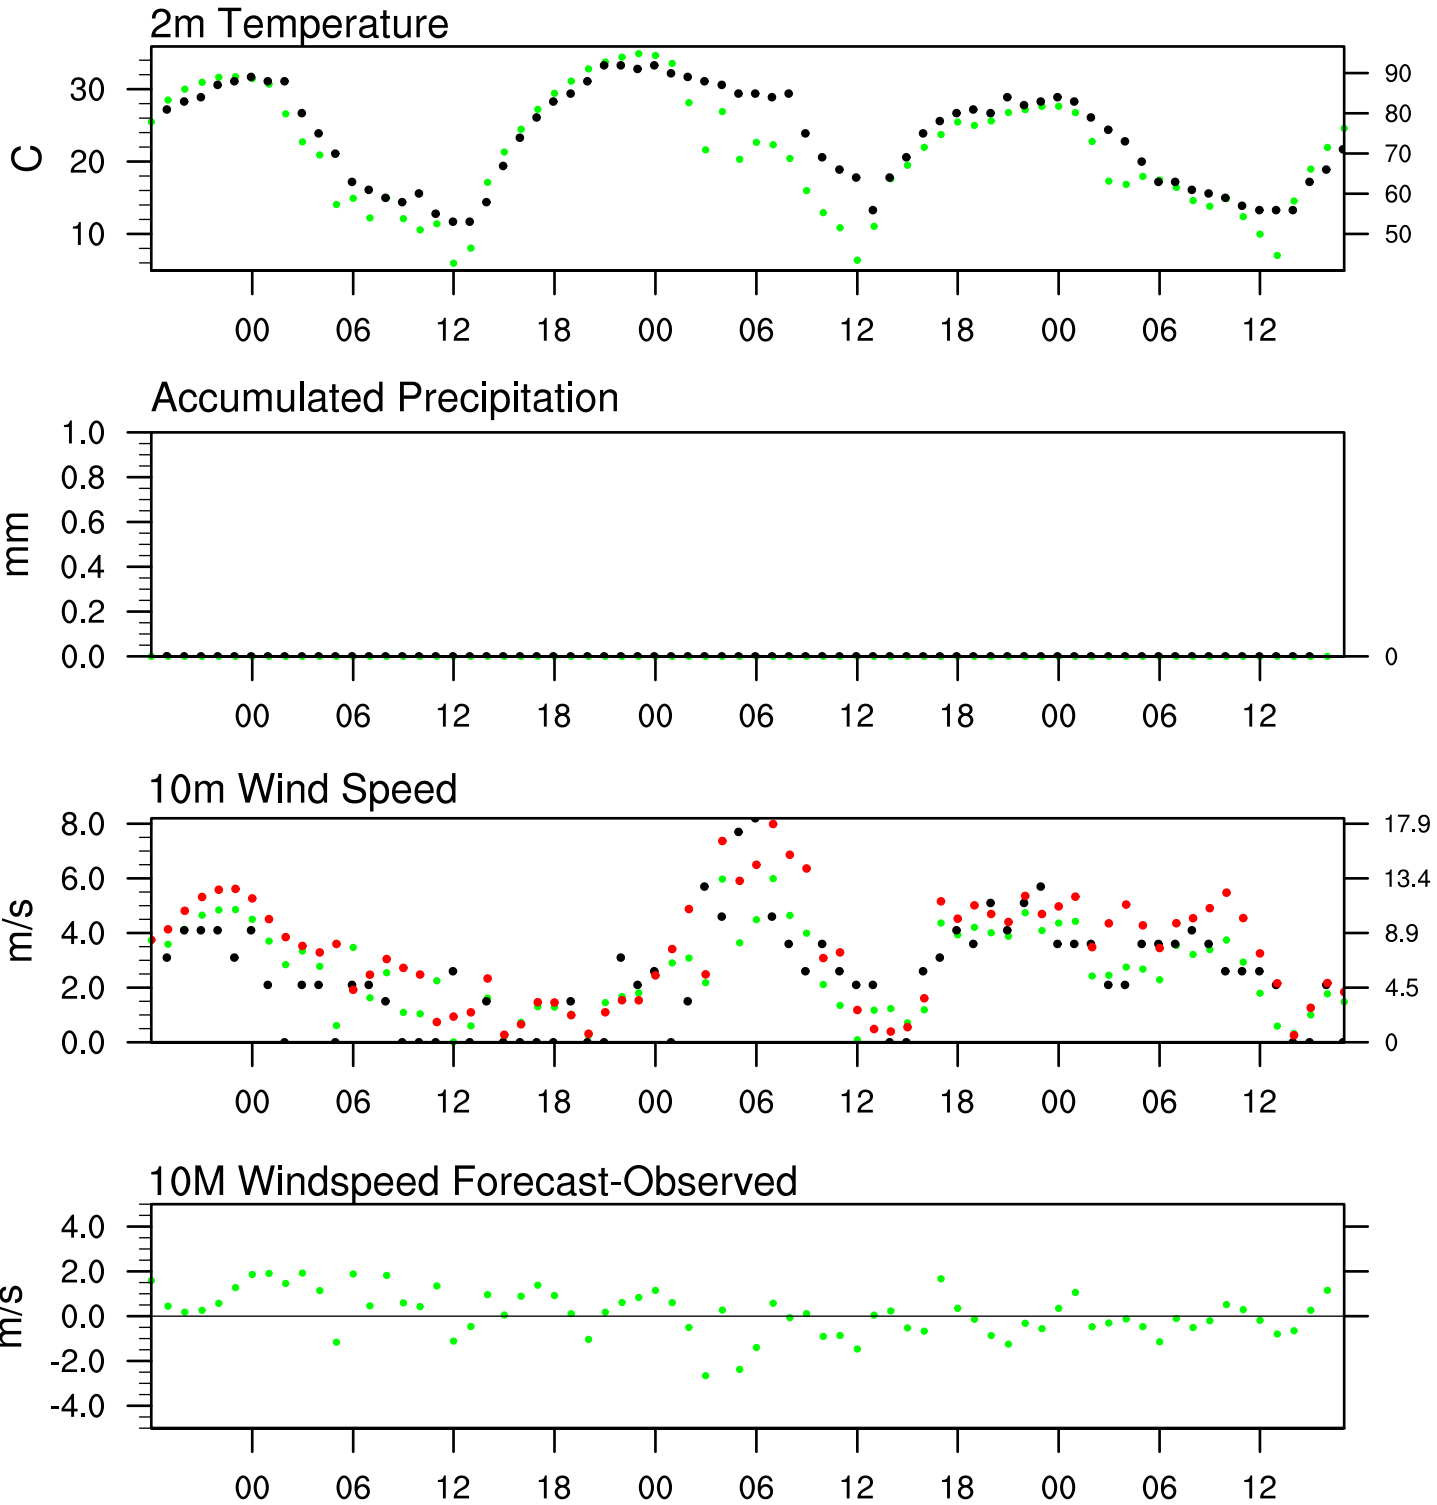 2m Temperature
30
20
10
C
90
80
70
60
50
00 06 12 18 00 06 12 18 00 06 12
Accumulated Precipitation
1.0
0.8
0.6
0.4
0.2
0.0
mm
0
00 06 12 18 00 06 12 18 00 06 12
10m Wind Speed
8.0
6.0
4.0
2.0
0.0
m/s
17.9
13.4
8.9
4.5
0
00 06 12 18 00 06 12 18 00 06 12
10M Windspeed Forecast-Observed
4.0
2.0
0.0
-2.0
-4.0
m/s
00 06 12 18 00 06 12 18 00 06 12